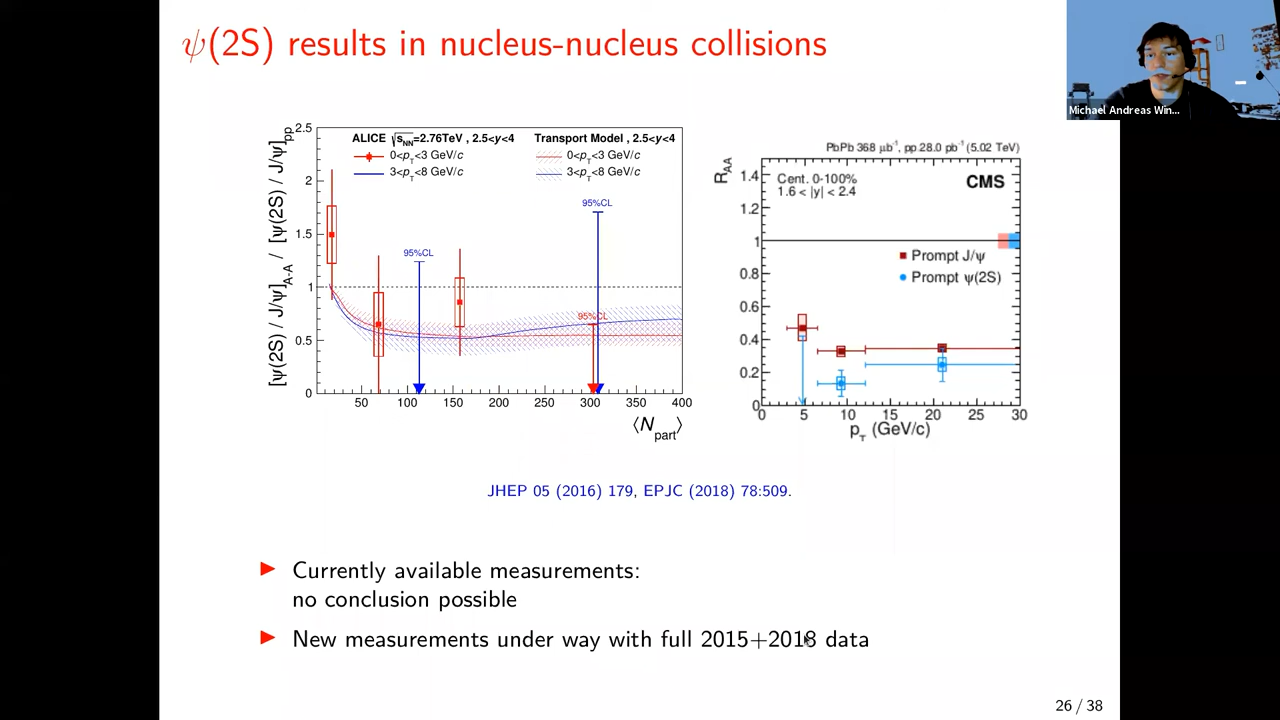 ψ(2S) results in nucleus-nucleus collisions
Michael Andreas Win...
[ψ(2S) / J/ψ]A-A / [ψ(2S) / J/ψ]pp
2.5
2
1.5
1
0.5
0
ALICE √sNN=2.76TeV , 2.5<y<4
0<pT<3 GeV/c
3<pT<8 GeV/c
Transport Model , 2.5<y<4
0<pT<3 GeV/c
3<pT<8 GeV/c
95%CL
95%CL
95%CL
50 100 150 200 250 300 350 400
⟨Npart⟩
PbPb 368 μb-1, pp 28.0 pb-1 (5.02 TeV)
RAA
1.4
1.2
1
0.8
0.6
0.4
0.2
0
Cent. 0-100%
1.6 < |y| < 2.4
CMS
Prompt J/ψ
Prompt ψ(2S)
0 5 10 15 20 25 30
pT (GeV/c)
JHEP 05 (2016) 179, EPJC (2018) 78:509.
Currently available measurements:
no conclusion possible
New measurements under way with full 2015+2018 data
26 / 38